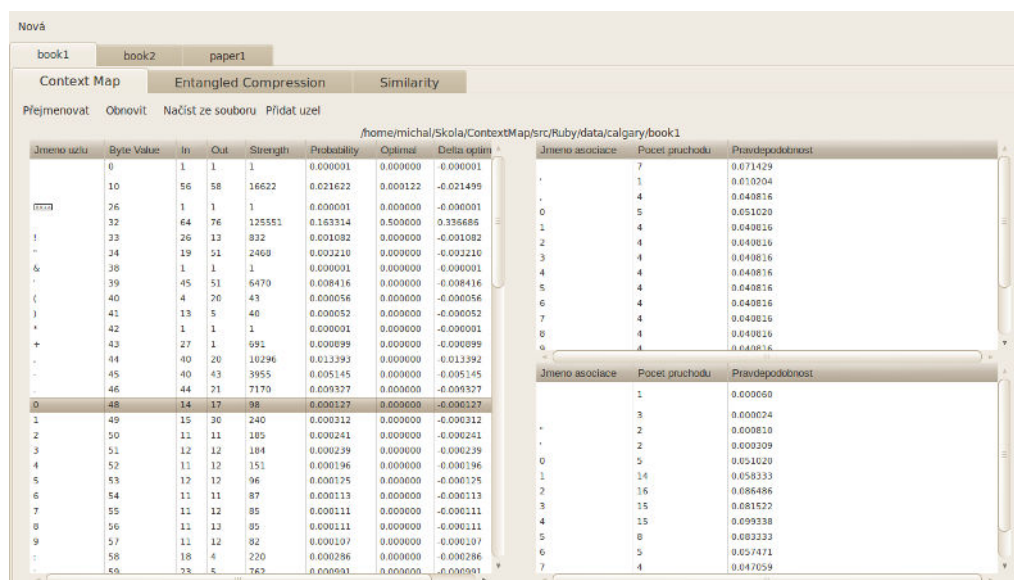 Nová
book1 book2 paper1
Context Map Entangled Compression Similarity
Přejmenovat Obnovit Načíst ze souboru Přidat uzel
/home/michal/Skola/ContextMap/src/Ruby/data/calgary/book1
Jmeno uzlu Byte Value In Out Strength Probability Optimal Delta optim
0 1 1 1 0.000001 0.000000 -0.000001
10 56 58 16622 0.021622 0.000122 -0.021499
26 1 1 1 0.000001 0.000000 -0.000001
32 64 76 125551 0.163314 0.500000 0.336686
! 33 26 13 832 0.001082 0.000000 -0.001082
" 34 19 51 2468 0.003210 0.000000 -0.003210
& 38 1 1 1 0.000001 0.000000 -0.000001
' 39 45 51 6470 0.008416 0.000000 -0.008416
( 40 4 20 43 0.000056 0.000000 -0.000056
) 41 13 5 40 0.000052 0.000000 -0.000052
* 42 1 1 1 0.000001 0.000000 -0.000001
+ 43 27 1 691 0.000899 0.000000 -0.000899
, 44 40 20 10296 0.013393 0.000000 -0.013392
- 45 40 43 3955 0.005145 0.000000 -0.005145
. 46 44 21 7170 0.009327 0.000000 -0.009327
0 48 14 17 98 0.000127 0.000000 -0.000127
1 49 15 30 240 0.000312 0.000000 -0.000312
2 50 11 11 185 0.000241 0.000000 -0.000241
3 51 12 12 184 0.000239 0.000000 -0.000239
4 52 11 12 151 0.000196 0.000000 -0.000196
5 53 12 12 96 0.000125 0.000000 -0.000125
6 54 11 11 87 0.000113 0.000000 -0.000113
7 55 11 12 85 0.000111 0.000000 -0.000111
8 56 11 13 85 0.000111 0.000000 -0.000111
9 57 11 12 82 0.000107 0.000000 -0.000107
: 58 18 4 220 0.000286 0.000000 -0.000286
59 23 5 762 0.000991 0.000000 -0.000991
Jmeno asociace Pocet pruchodu Pravdepodobnost
7 0.071429
' 1 0.010204
, 4 0.040816
0 5 0.051020
1 4 0.040816
2 4 0.040816
3 4 0.040816
4 4 0.040816
5 4 0.040816
6 4 0.040816
7 4 0.040816
8 4 0.040816
9 4 0.040816
Jmeno asociace Pocet pruchodu Pravdepodobnost
1 0.000060
3 0.000024
" 2 0.000810
' 2 0.000309
0 5 0.051020
1 14 0.058333
2 16 0.086486
3 15 0.081522
4 15 0.099338
5 8 0.083333
6 5 0.057471
7 4 0.047059